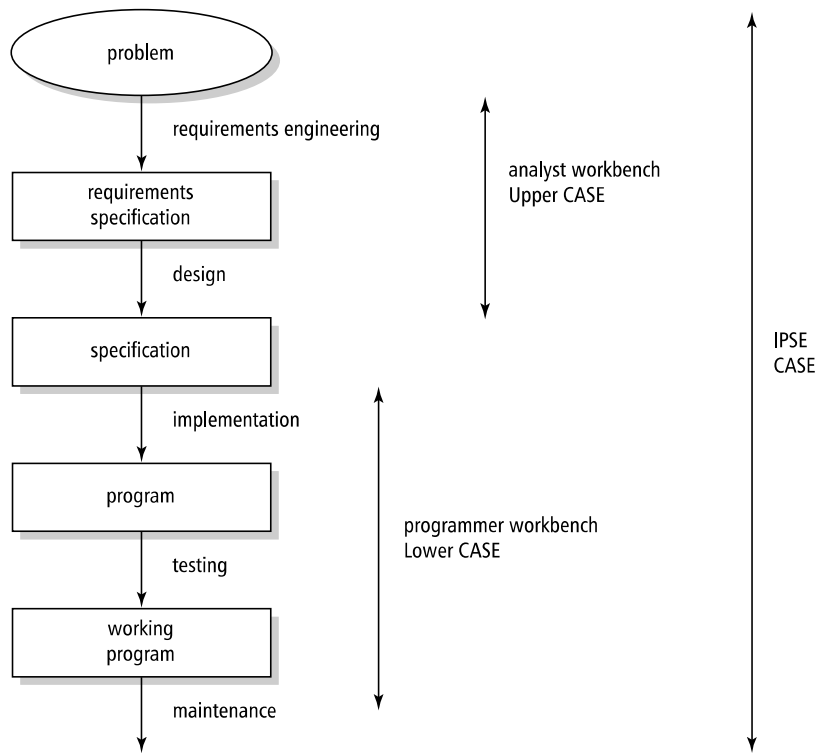 problem
requirements engineering
requirements
specification
design
specification
implementation
program
testing
working
program
maintenance
analyst workbench
Upper CASE
programmer workbench
Lower CASE
IPSE
CASE